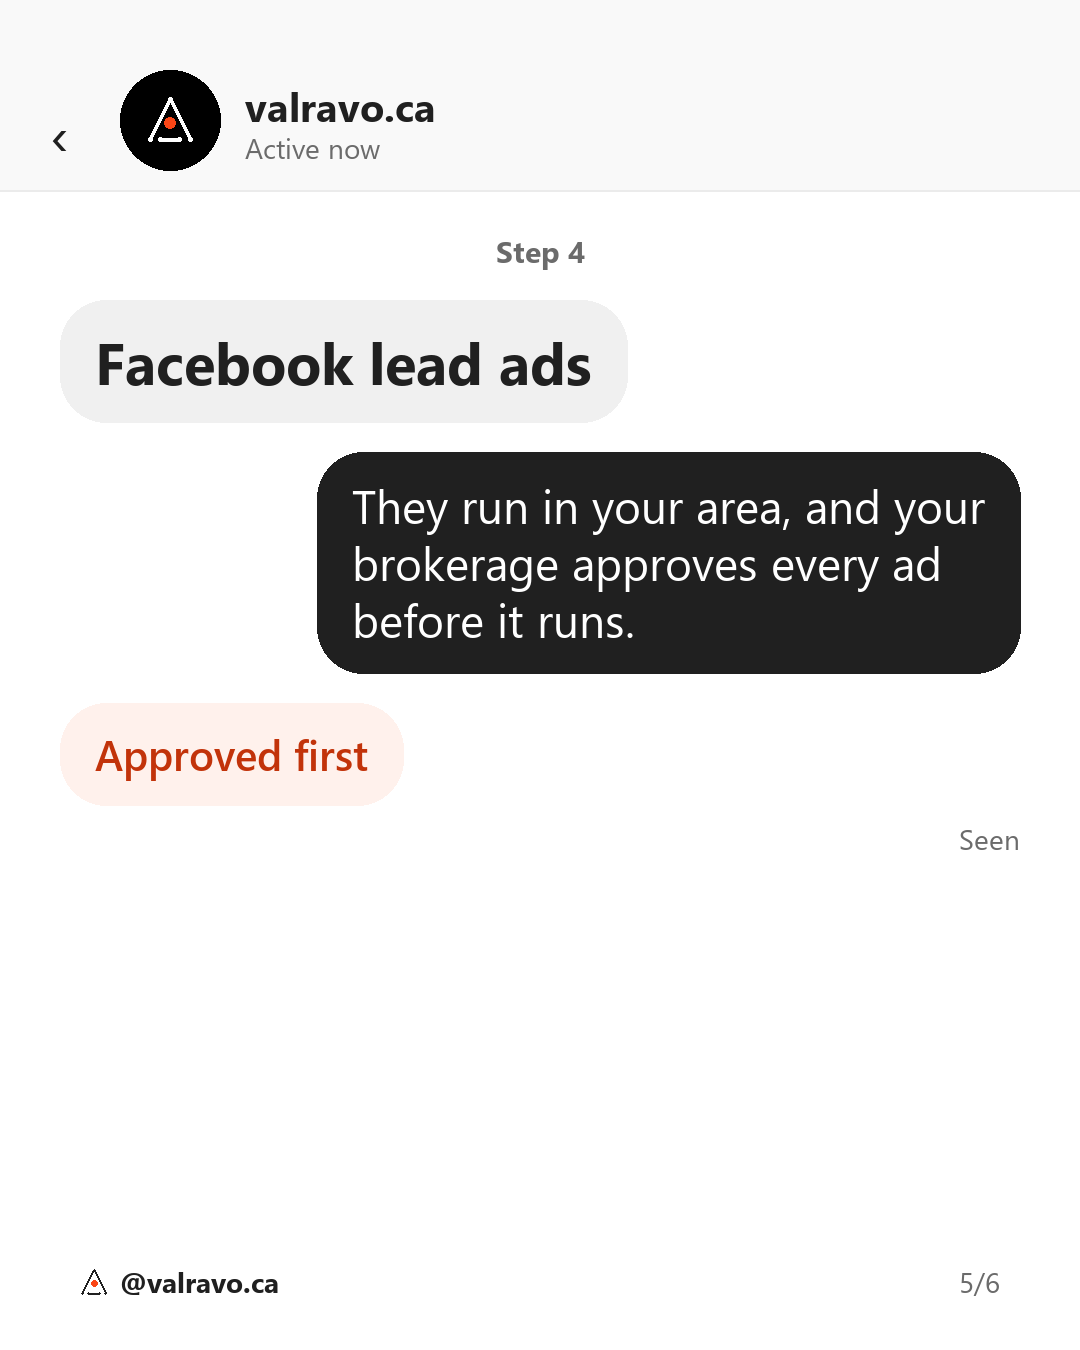 valravo.ca
Active now
Step 4
Facebook lead ads
They run in your area, and your
brokerage approves every ad
before it runs.
Approved first
Seen
@valravo.ca
5/6